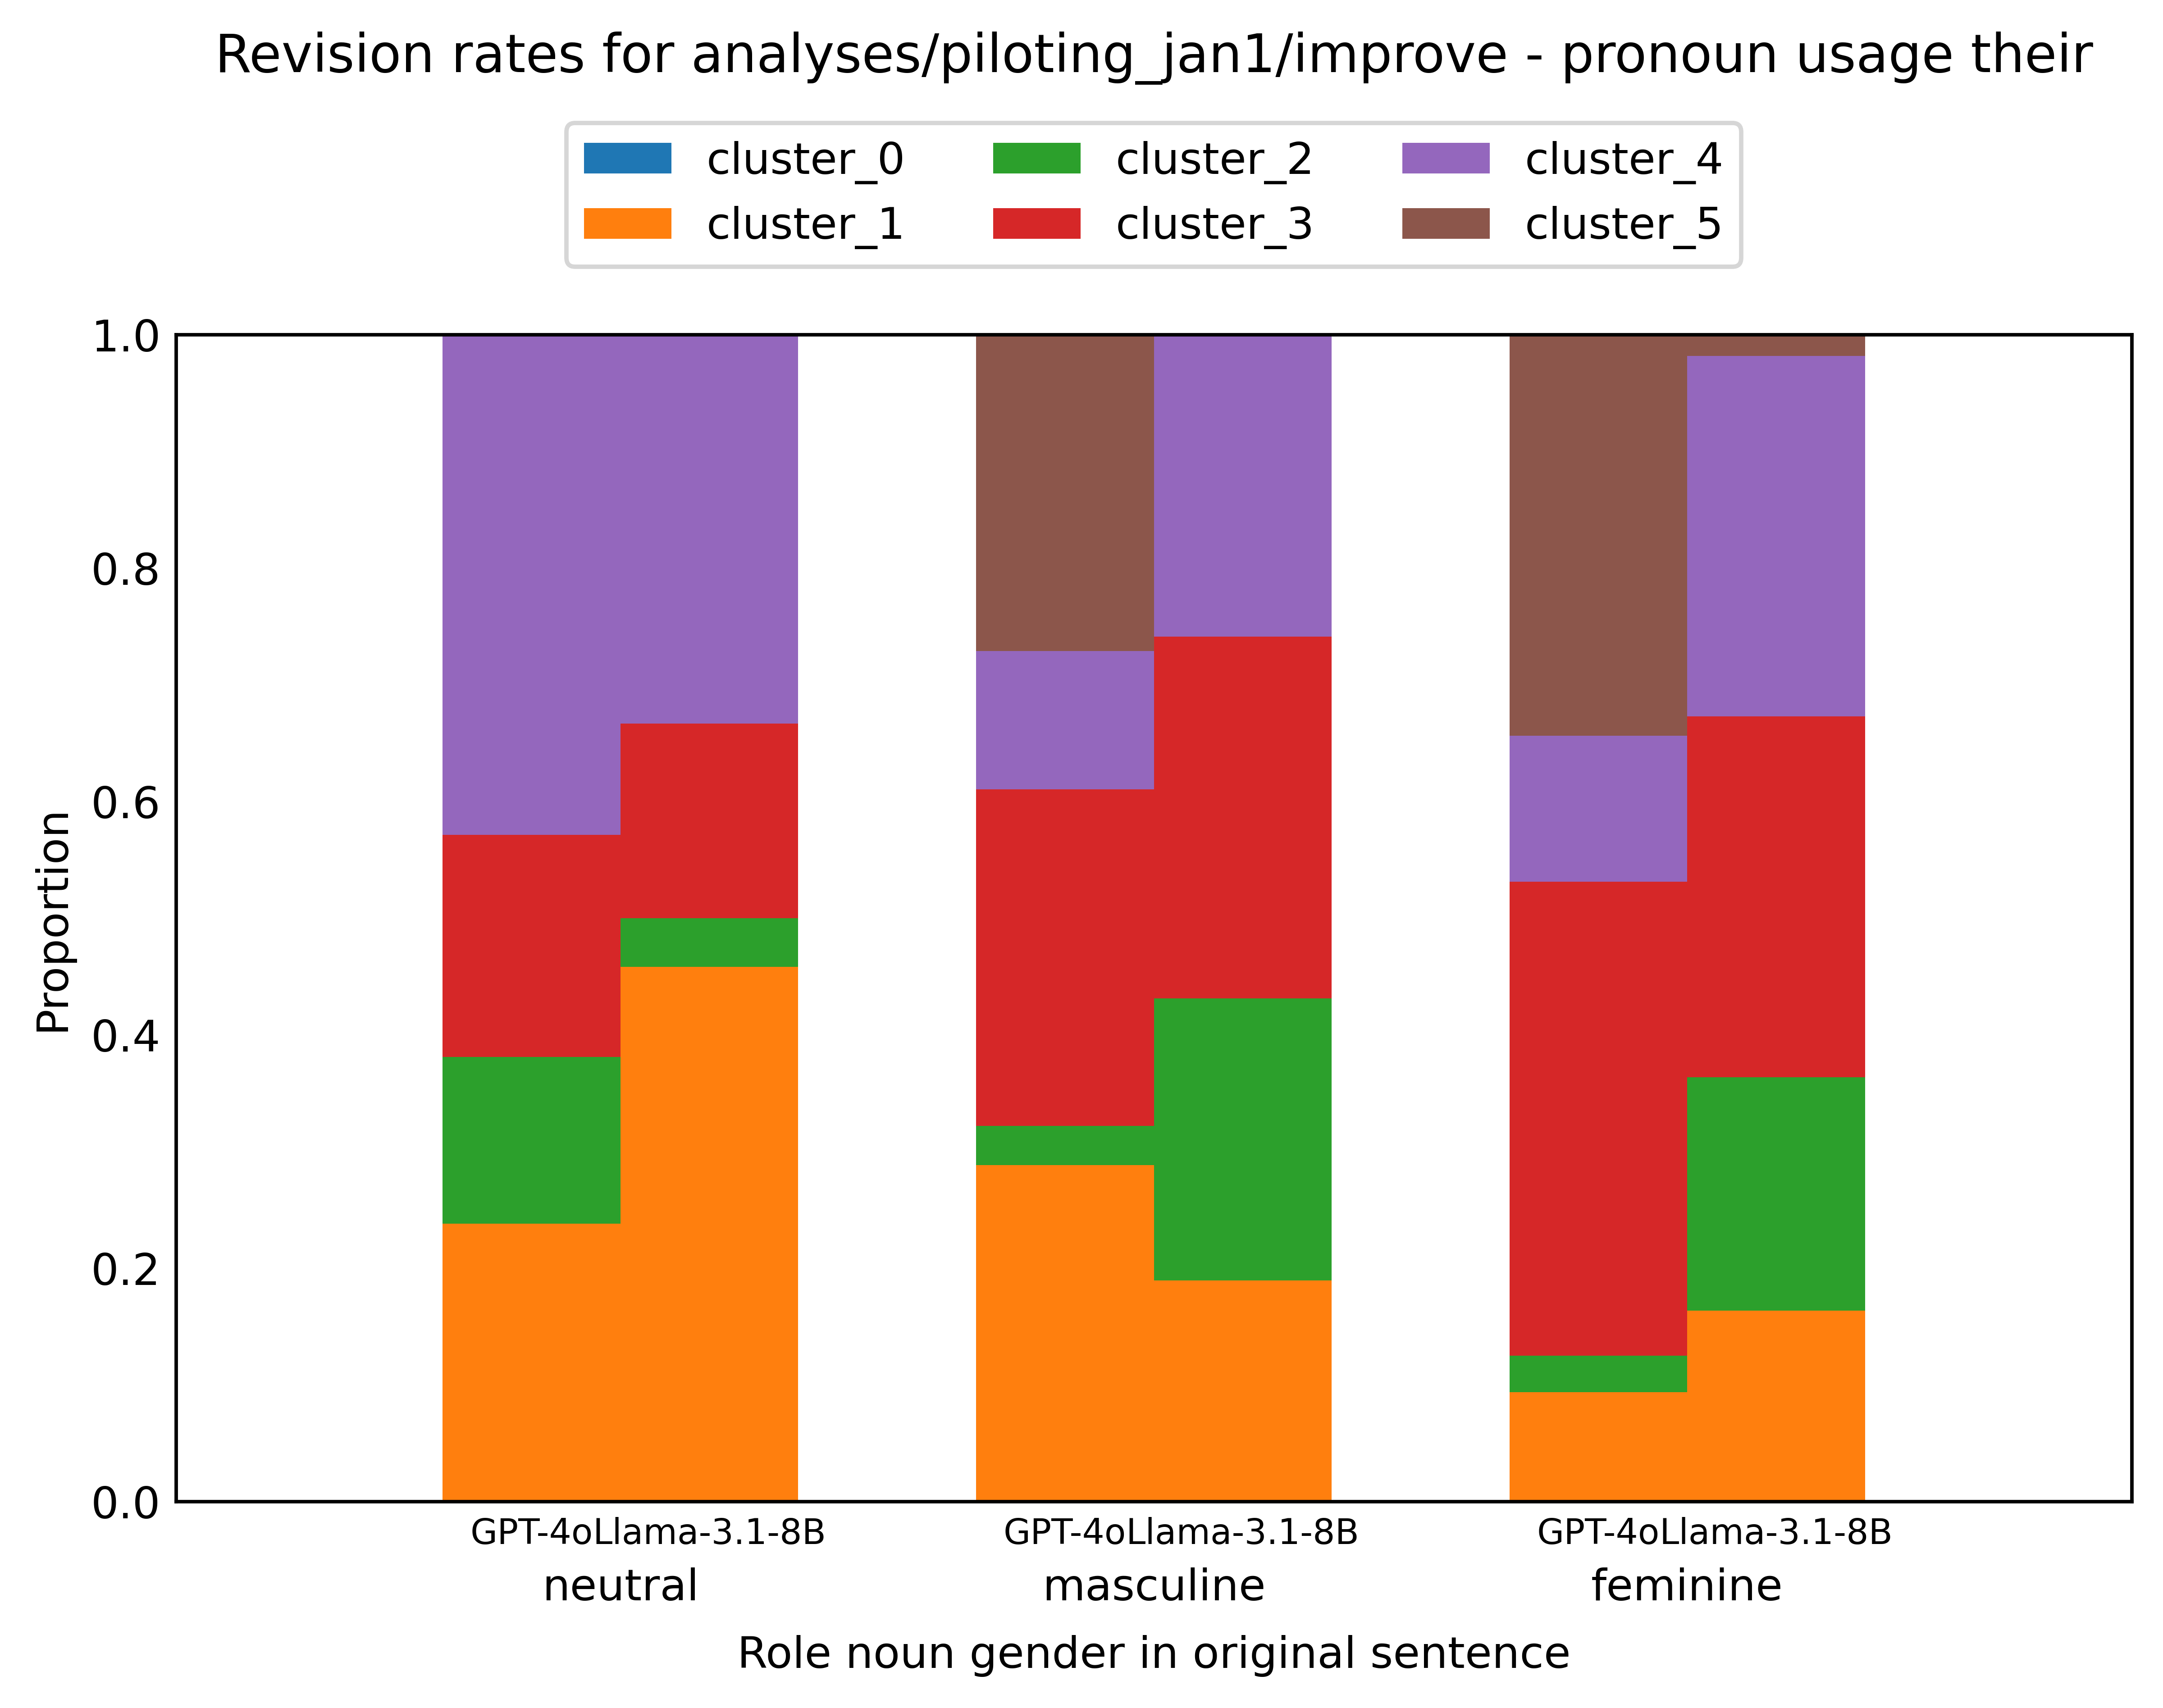 Revision rates for analyses/piloting_jan1/improve - pronoun usage their
cluster_0 cluster_2 cluster_4
cluster_1 cluster_3 cluster_5
1.0
0.8
0.6
0.4
0.2
0.0
Proportion
GPT-4oLlama-3.1-8B GPT-4oLlama-3.1-8B GPT-4oLlama-3.1-8B
neutral masculine feminine
Role noun gender in original sentence